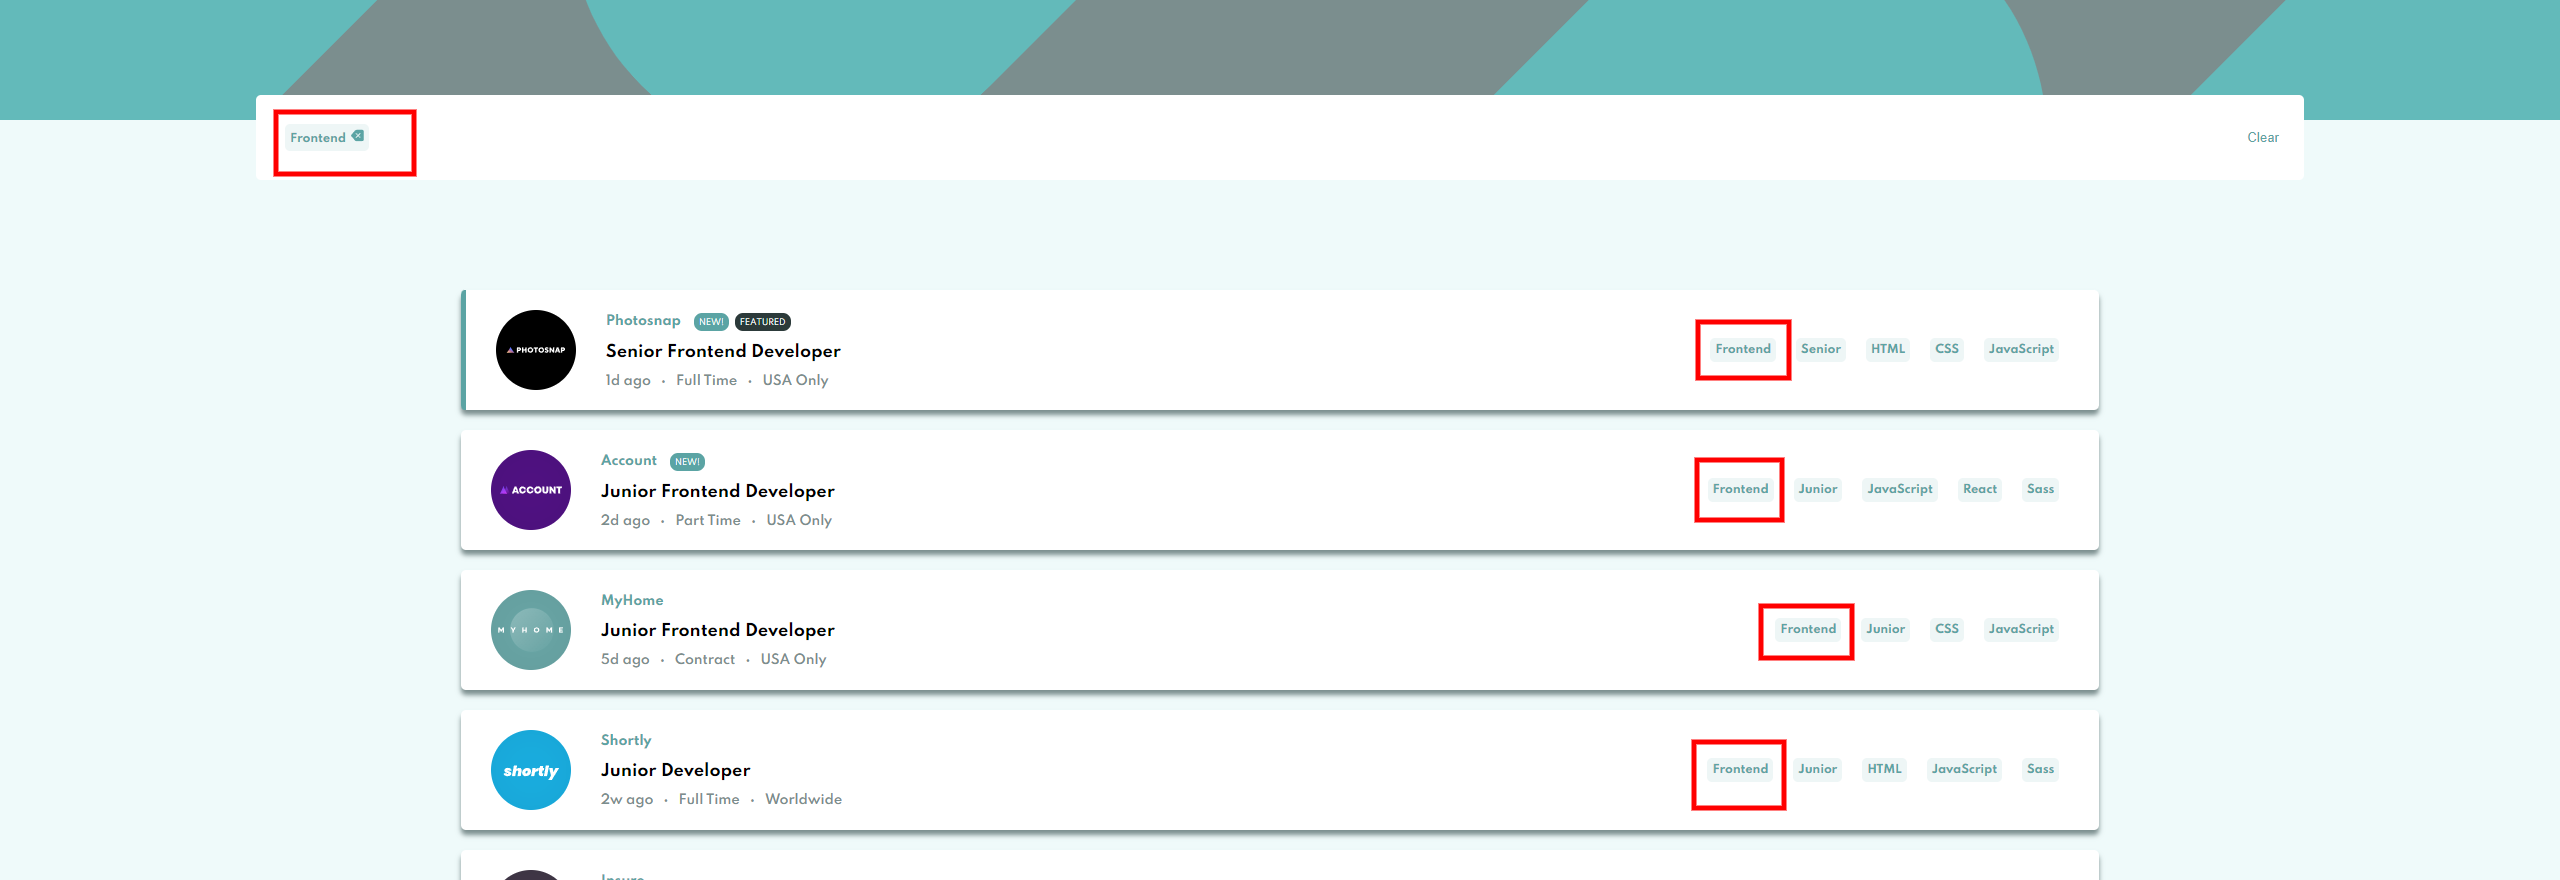 Frontend
Clear
PHOTOSNAP
Photosnap NEW! FEATURED
Senior Frontend Developer
1d ago • Full Time • USA Only
Frontend Senior HTML CSS JavaScript
ACCOUNT
Account NEW!
Junior Frontend Developer
2d ago • Part Time • USA Only
Frontend Junior JavaScript React Sass
MYHOME
MyHome
Junior Frontend Developer
5d ago • Contract • USA Only
Frontend Junior CSS JavaScript
shortly
Shortly
Junior Developer
2w ago • Full Time • Worldwide
Frontend Junior HTML JavaScript Sass